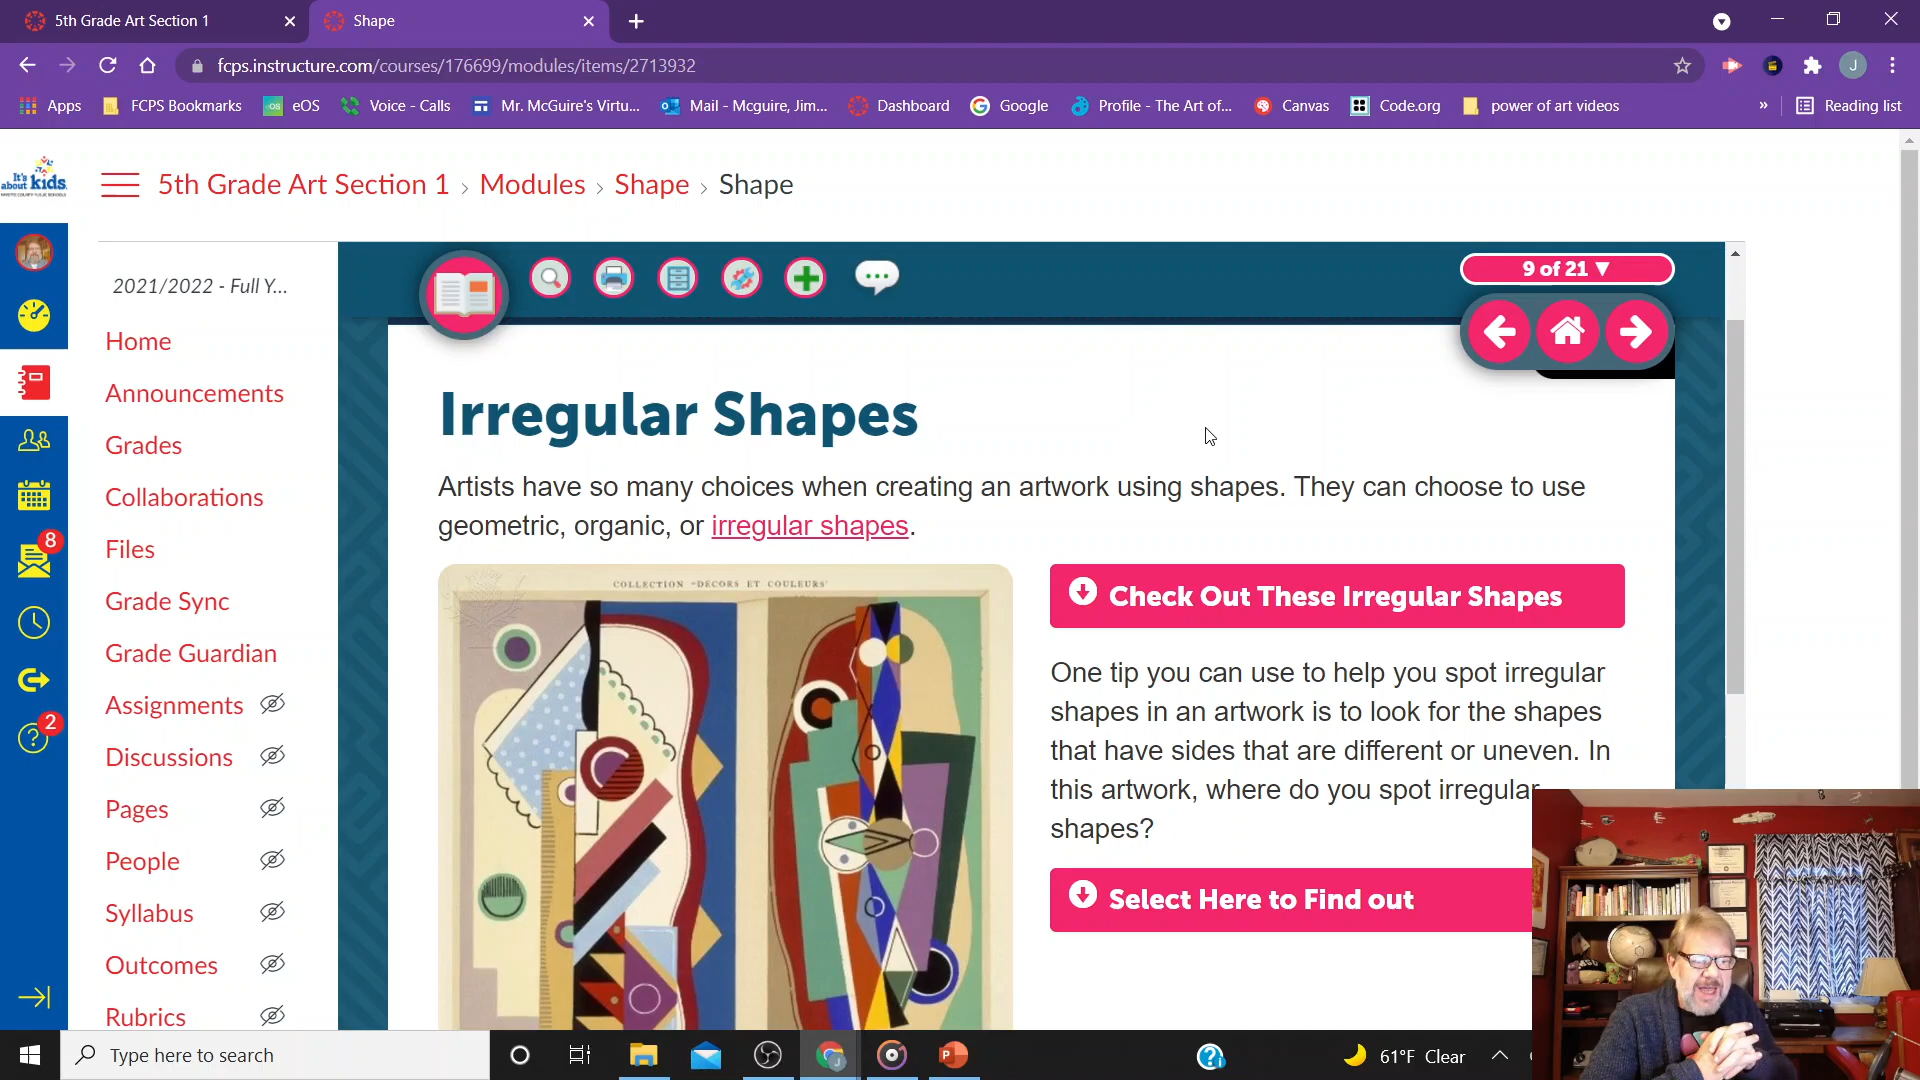 5th Grade Art Section 1
Shape
fcps.instructure.com/courses/176699/modules/items/2713932
J
Apps
FCPS Bookmarks
eOS
Voice - Calls
Mr. McGuire's Virtu...
Mail - Mcguire, Jim...
Dashboard
Google
Profile - The Art of...
Canvas
Code.org
power of art videos
»
Reading list
It's about kids
5th Grade Art Section 1 › Modules › Shape › Shape
2021/2022 - Full Y...
Home
Announcements
Grades
Collaborations
Files
Grade Sync
Grade Guardian
Assignments
Discussions
Pages
People
Syllabus
Outcomes
Rubrics
8
2
9 of 21 ▼
Irregular Shapes
Artists have so many choices when creating an artwork using shapes. They can choose to use
geometric, organic, or irregular shapes.
COLLECTION "DECORS ET COULEURS"
Check Out These Irregular Shapes
One tip you can use to help you spot irregular
shapes in an artwork is to look for the shapes
that have sides that are different or uneven. In
this artwork, where do you spot irregular
shapes?
Select Here to Find out
Type here to search
61°F Clear